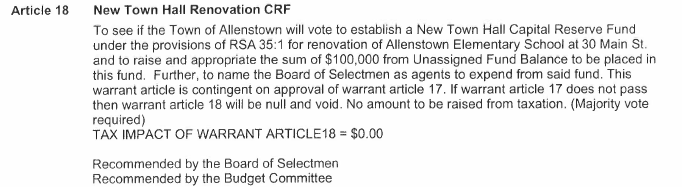 Article 18 New Town Hall Renovation CRF
To see if the Town of Allenstown will vote to establish a New Town Hall Capital Reserve Fund
under the provisions of RSA 35:1 for renovation of Allenstown Elementary School at 30 Main St.
and to raise and appropriate the sum of $100,000 from Unassigned Fund Balance to be placed in
this fund. Further, to name the Board of Selectmen as agents to expend from said fund. This
warrant article is contingent on approval of warrant article 17. If warrant article 17 does not pass
then warrant article 18 will be null and void. No amount to be raised from taxation. (Majority vote
required)
TAX IMPACT OF WARRANT ARTICLE18 = $0.00
Recommended by the Board of Selectmen
Recommended by the Budget Committee